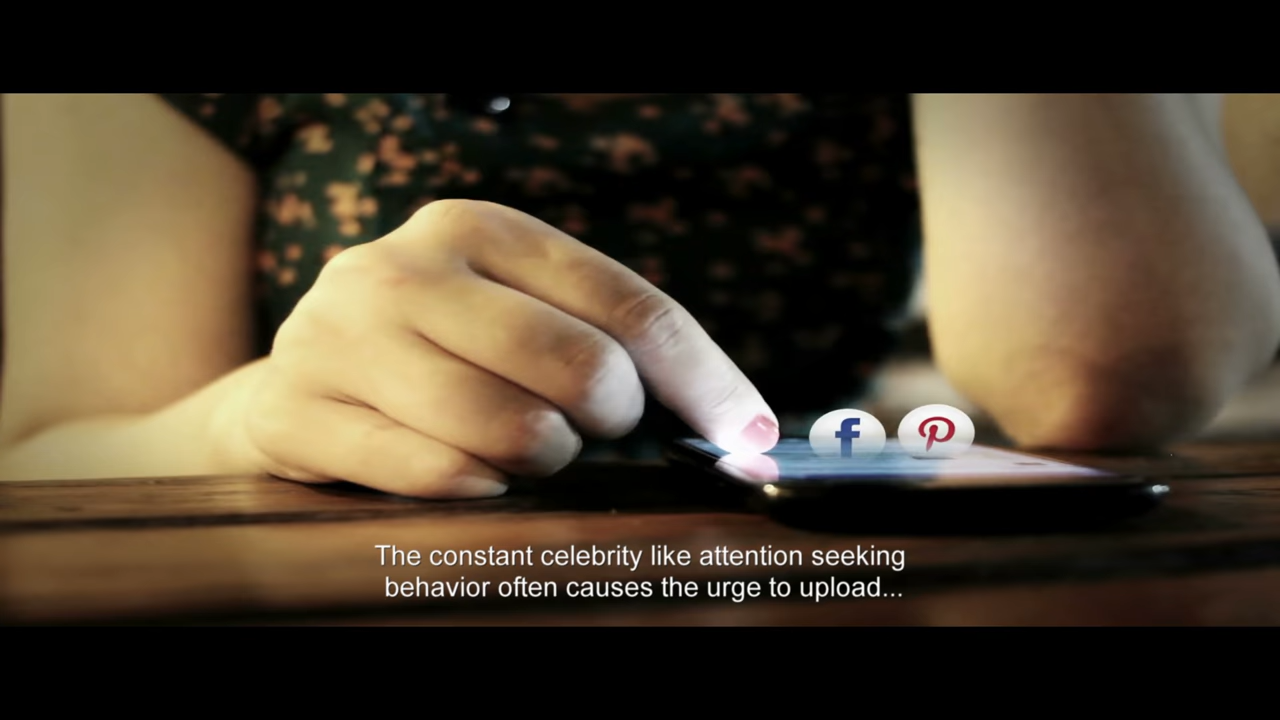 The constant celebrity like attention seeking
behavior often causes the urge to upload...